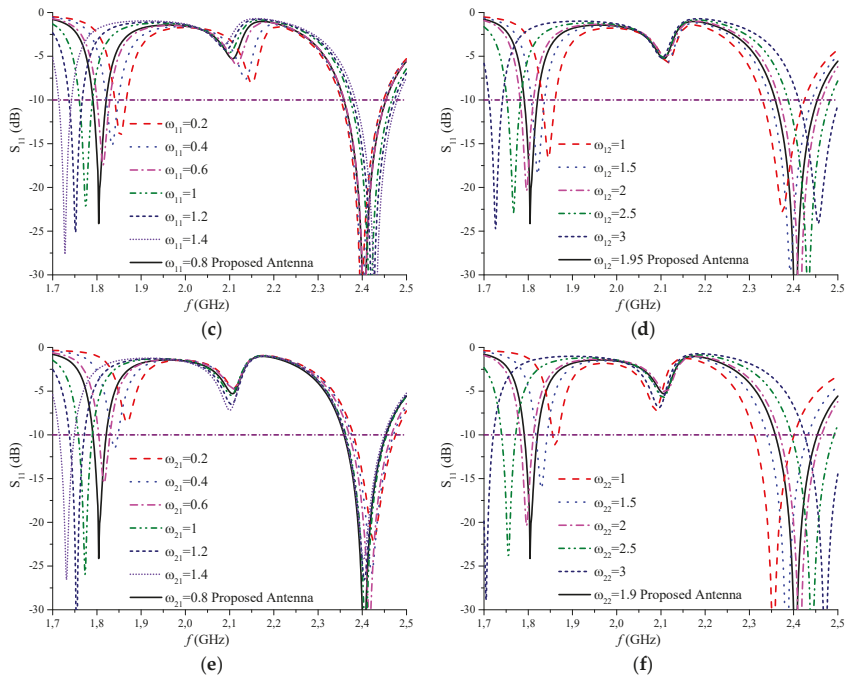 0
-5
-10
-15
-20
-25
-30
S11 (dB)
ω11=0.2
ω11=0.4
ω11=0.6
ω11=1
ω11=1.2
ω11=1.4
ω11=0.8 Proposed Antenna
1.7 1.8 1.9 2.0 2.1 2.2 2.3 2.4 2.5
f (GHz)
(c)
0
-5
-10
-15
-20
-25
-30
S11 (dB)
ω12=1
ω12=1.5
ω12=2
ω12=2.5
ω12=3
ω12=1.95 Proposed Antenna
1.7 1.8 1.9 2.0 2.1 2.2 2.3 2.4 2.5
f (GHz)
(d)
0
-5
-10
-15
-20
-25
-30
S11 (dB)
ω21=0.2
ω21=0.4
ω21=0.6
ω21=1
ω21=1.2
ω21=1.4
ω21=0.8 Proposed Antenna
1,7 1,8 1,9 2,0 2,1 2,2 2,3 2,4 2,5
f (GHz)
(e)
0
-5
-10
-15
-20
-25
-30
S11 (dB)
ω22=1
ω22=1.5
ω22=2
ω22=2.5
ω22=3
ω22=1.9 Proposed Antenna
1,7 1,8 1,9 2,0 2,1 2,2 2,3 2,4 2,5
f (GHz)
(f)